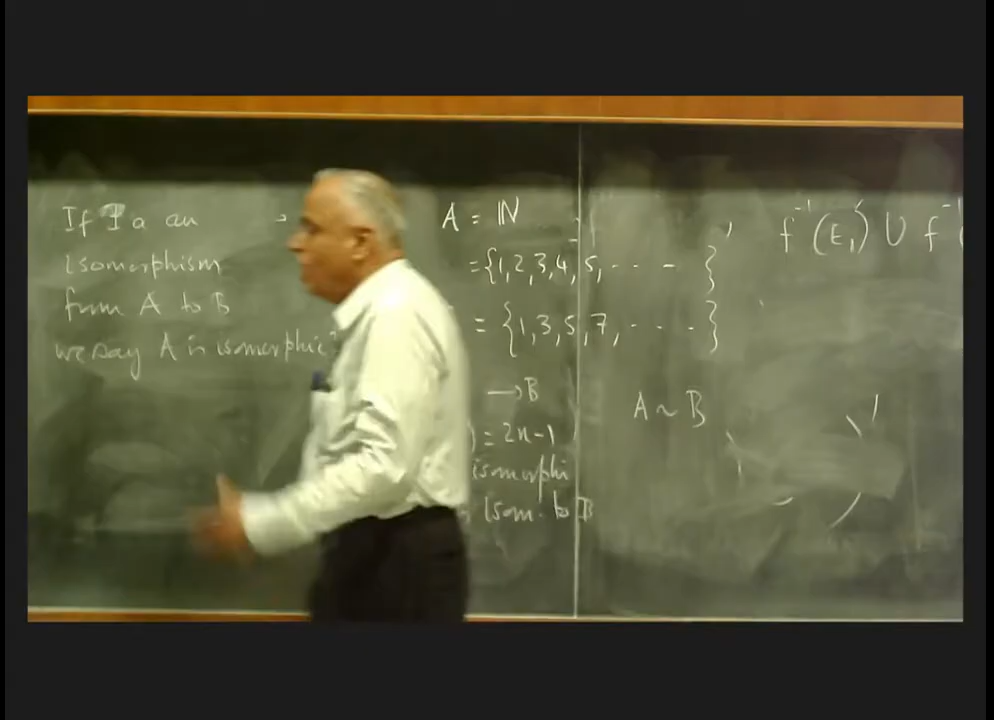 If ∃ a an
isomorphism
from A to B
we say A is isomorphic
A = ℕ
= {1, 2, 3, 4, 5, - - - }
= {1, 3, 5, 7, - - - . }
→ B
) = 2n-1
isomorphi
Isom. to B
A ~ B
f⁻¹(E₁) ∪ f⁻¹(